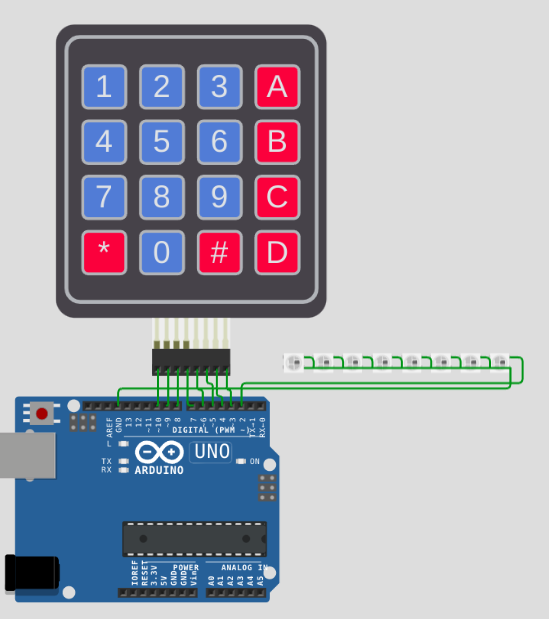 1 2 3 A
4 5 6 B
7 8 9 C
* 0 # D
AREF
GND
13
12
~11
~10
~9
8
7
~6
~5
4
~3
2
TX→1
RX←0
DIGITAL (PWM
L
UNO
TX
RX
ARDUINO
ON
IOREF
RESET
3.3V
5V
GND
GND
Vin
POWER
ANALOG IN
A0
A1
A2
A3
A4
A5